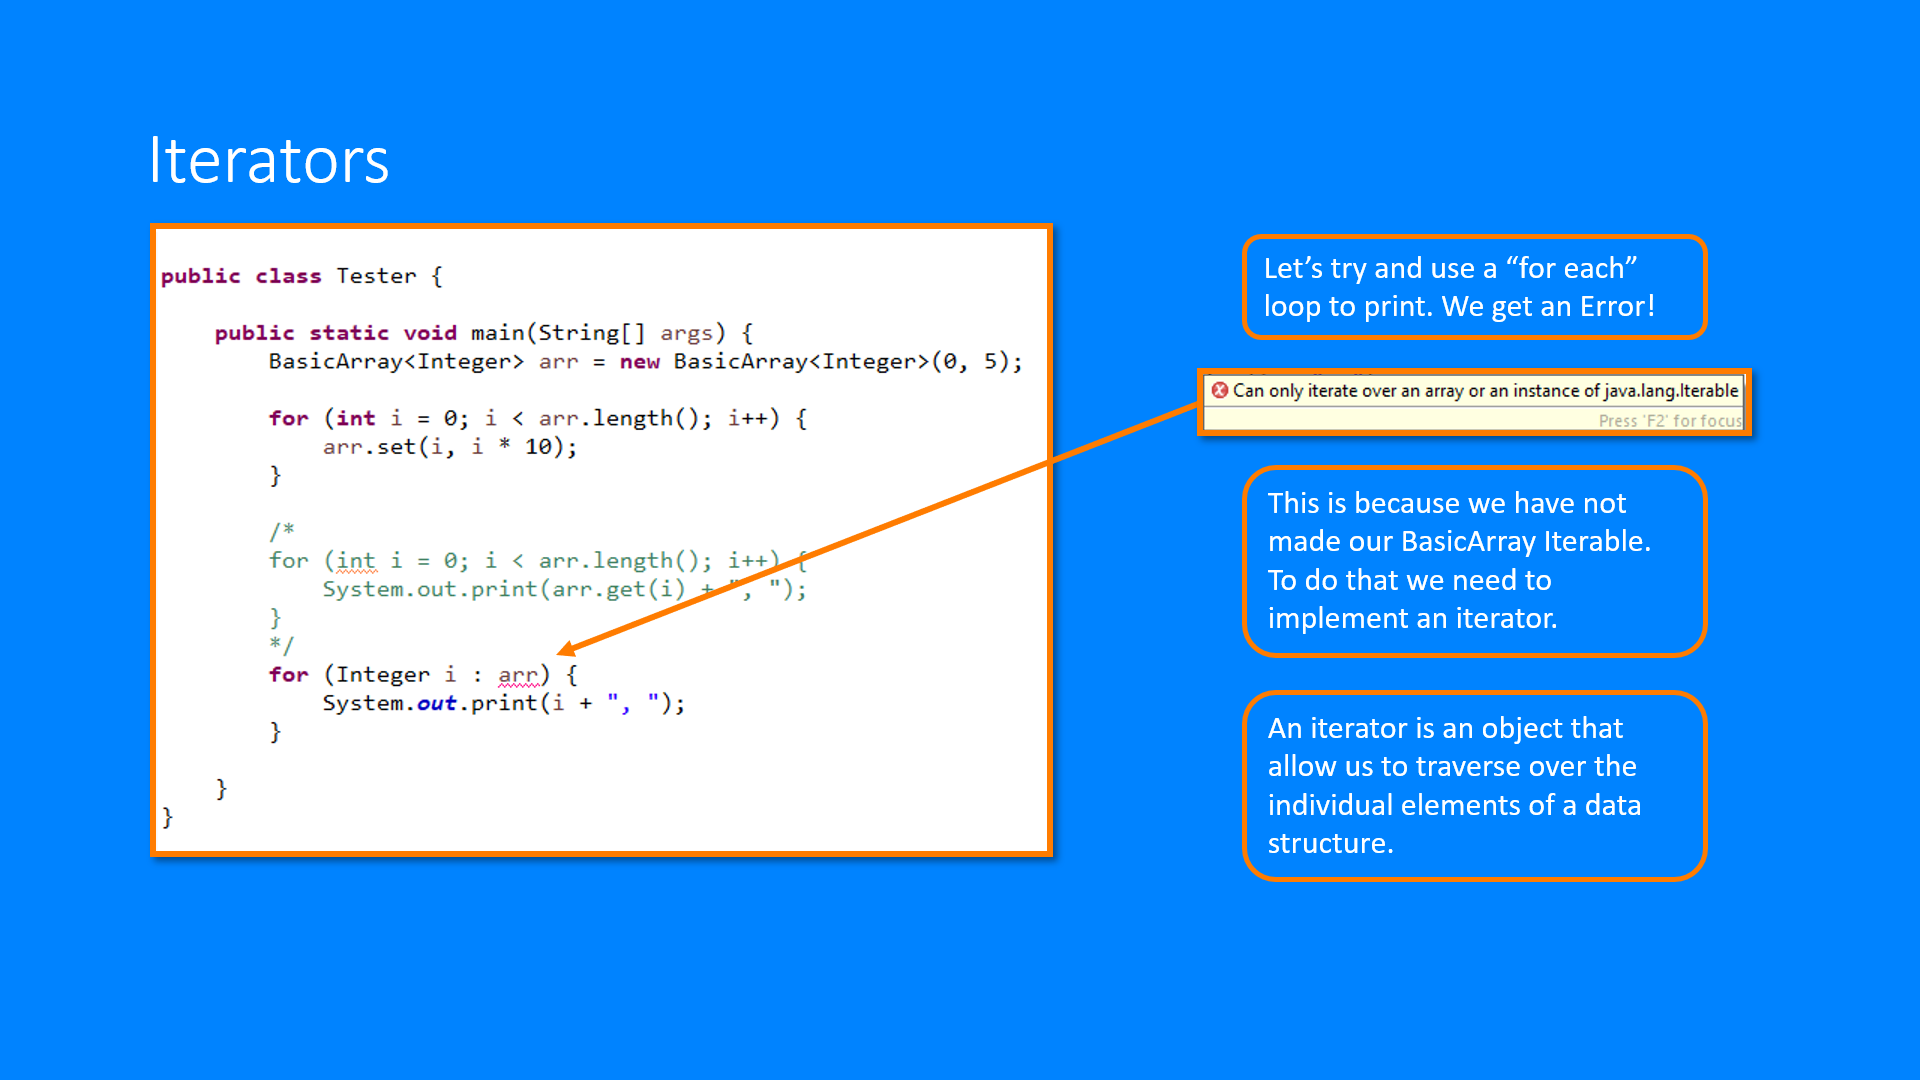 Iterators
public class Tester {
public static void main(String[] args) {
BasicArray<Integer> arr = new BasicArray<Integer>(0, 5);
for (int i = 0; i < arr.length(); i++) {
arr.set(i, i * 10);
}
/*
for (int i = 0; i < arr.length(); i++) {
System.out.print(arr.get(i) + ", ");
}
*/
for (Integer i : arr) {
System.out.print(i + ", ");
}
}
}
Let’s try and use a “for each”
loop to print. We get an Error!
Can only iterate over an array or an instance of java.lang.Iterable
Press 'F2' for focus
This is because we have not
made our BasicArray Iterable.
To do that we need to
implement an iterator.
An iterator is an object that
allow us to traverse over the
individual elements of a data
structure.